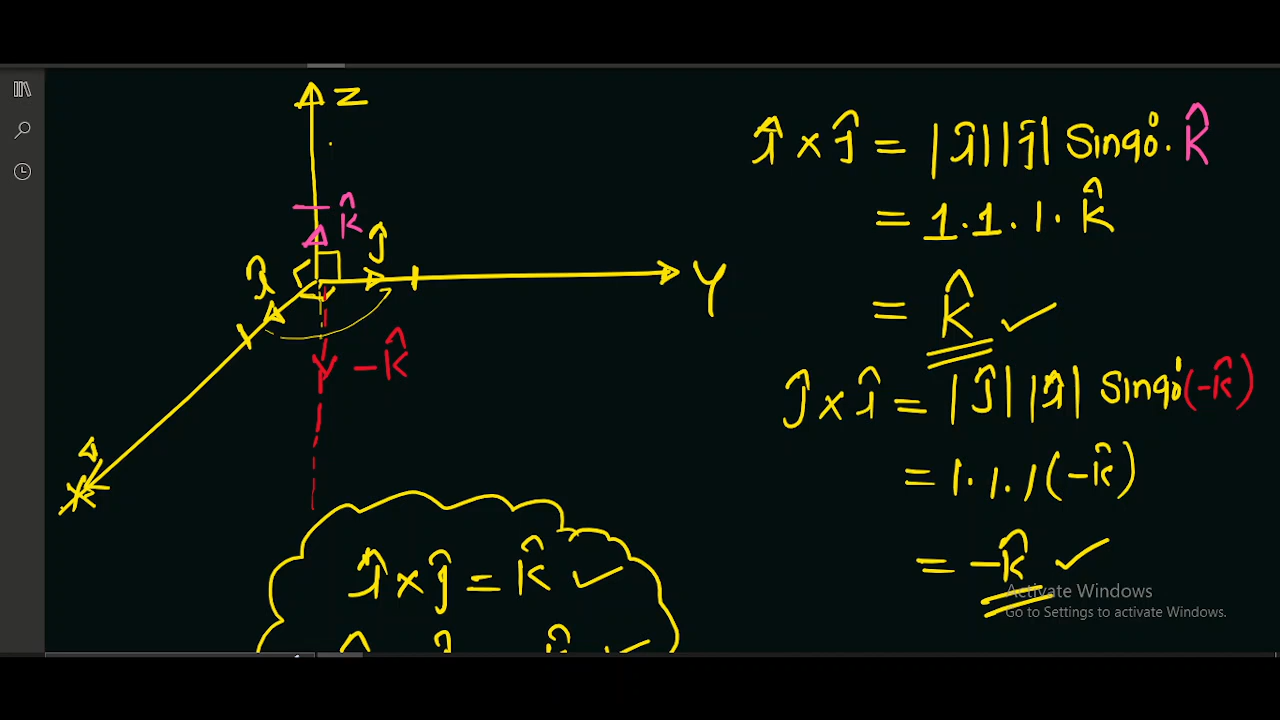 Z
k̂
ĵ
Y
î
-k̂
X
î × ĵ = |î||ĵ| Sin90°. k̂
= 1.1.1. k̂
= k̂ ✓
ĵ × î = |ĵ||î| Sin90°(-k̂)
= 1.1.1(-k̂)
= -k̂ ✓
î × ĵ = k̂ ✓
Activate Windows
Go to Settings to activate Windows.